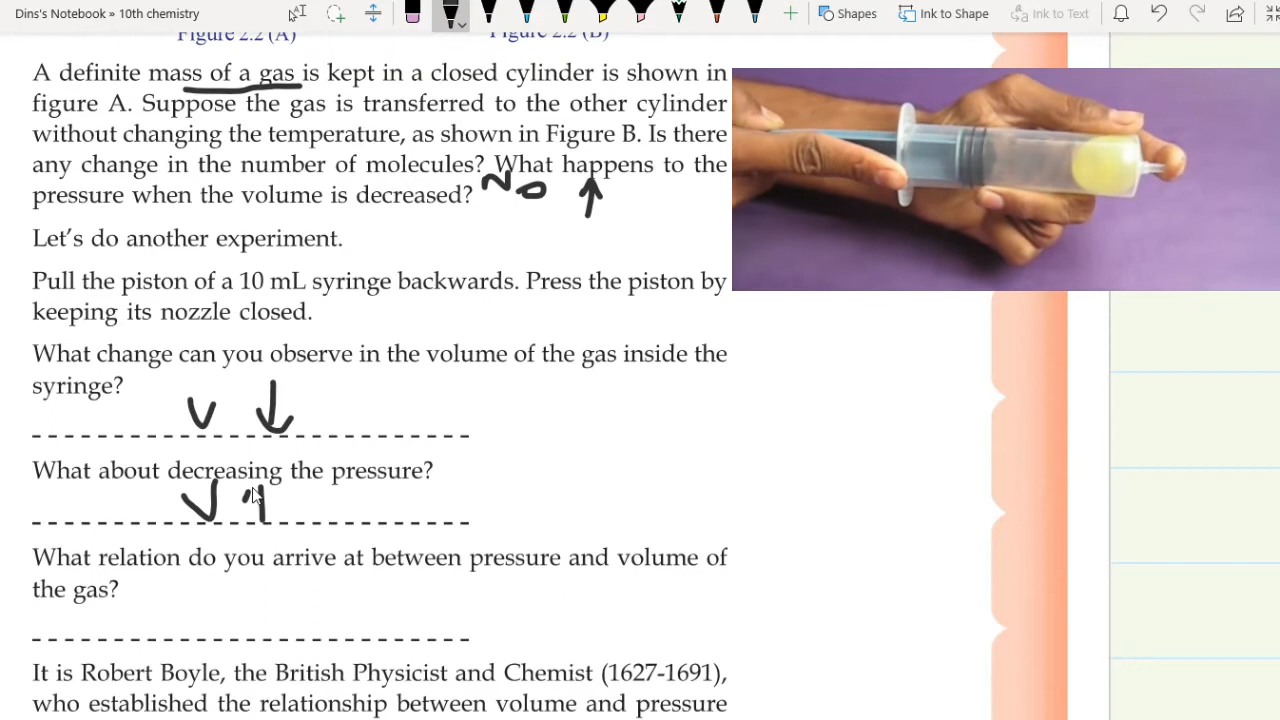 Dins's Notebook » 10th chemistry
Shapes
Ink to Shape
Ink to Text
Figure 2.2 (A)
Figure 2.2 (B)
A definite mass of a gas is kept in a closed cylinder is shown in
figure A. Suppose the gas is transferred to the other cylinder
without changing the temperature, as shown in Figure B. Is there
any change in the number of molecules? What happens to the
pressure when the volume is decreased?
No ↑
Let's do another experiment.
Pull the piston of a 10 mL syringe backwards. Press the piston by
keeping its nozzle closed.
What change can you observe in the volume of the gas inside the
syringe?
V ↓
What about decreasing the pressure?
V ↑
What relation do you arrive at between pressure and volume of
the gas?
It is Robert Boyle, the British Physicist and Chemist (1627-1691),
who established the relationship between volume and pressure